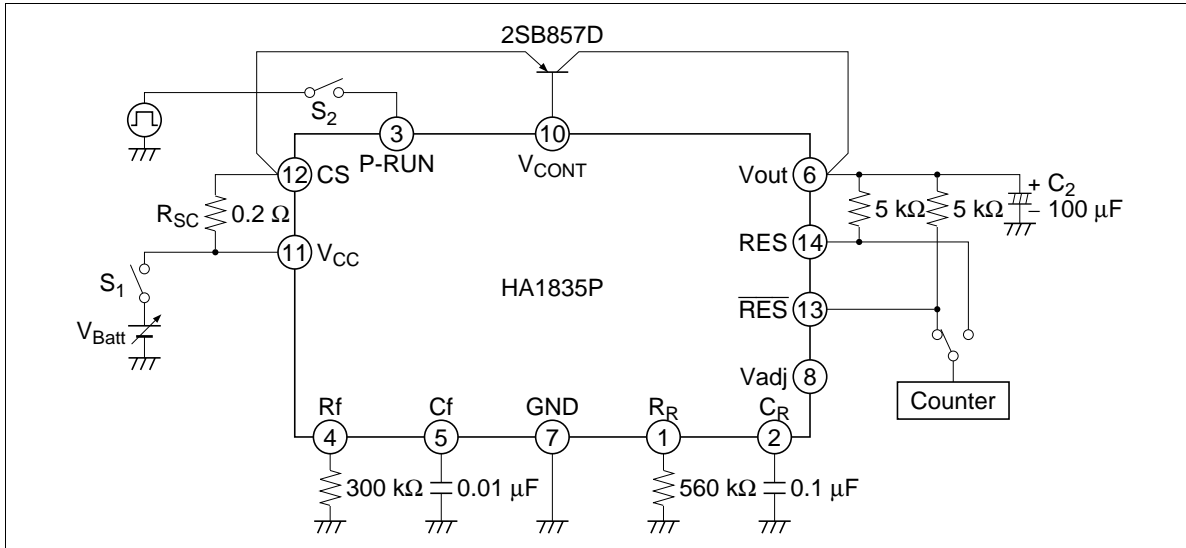 2SB857D
S2
3
P-RUN
10
VCONT
12 CS
Vout 6
+ C2
RSC 0.2 Ω
5 kΩ 5 kΩ − 100 μF
11 VCC
RES 14
S1
HA1835P
RES 13
VBatt
Vadj 8
Counter
Rf Cf GND RR CR
4 5 7 1 2
300 kΩ 0.01 μF 560 kΩ 0.1 μF